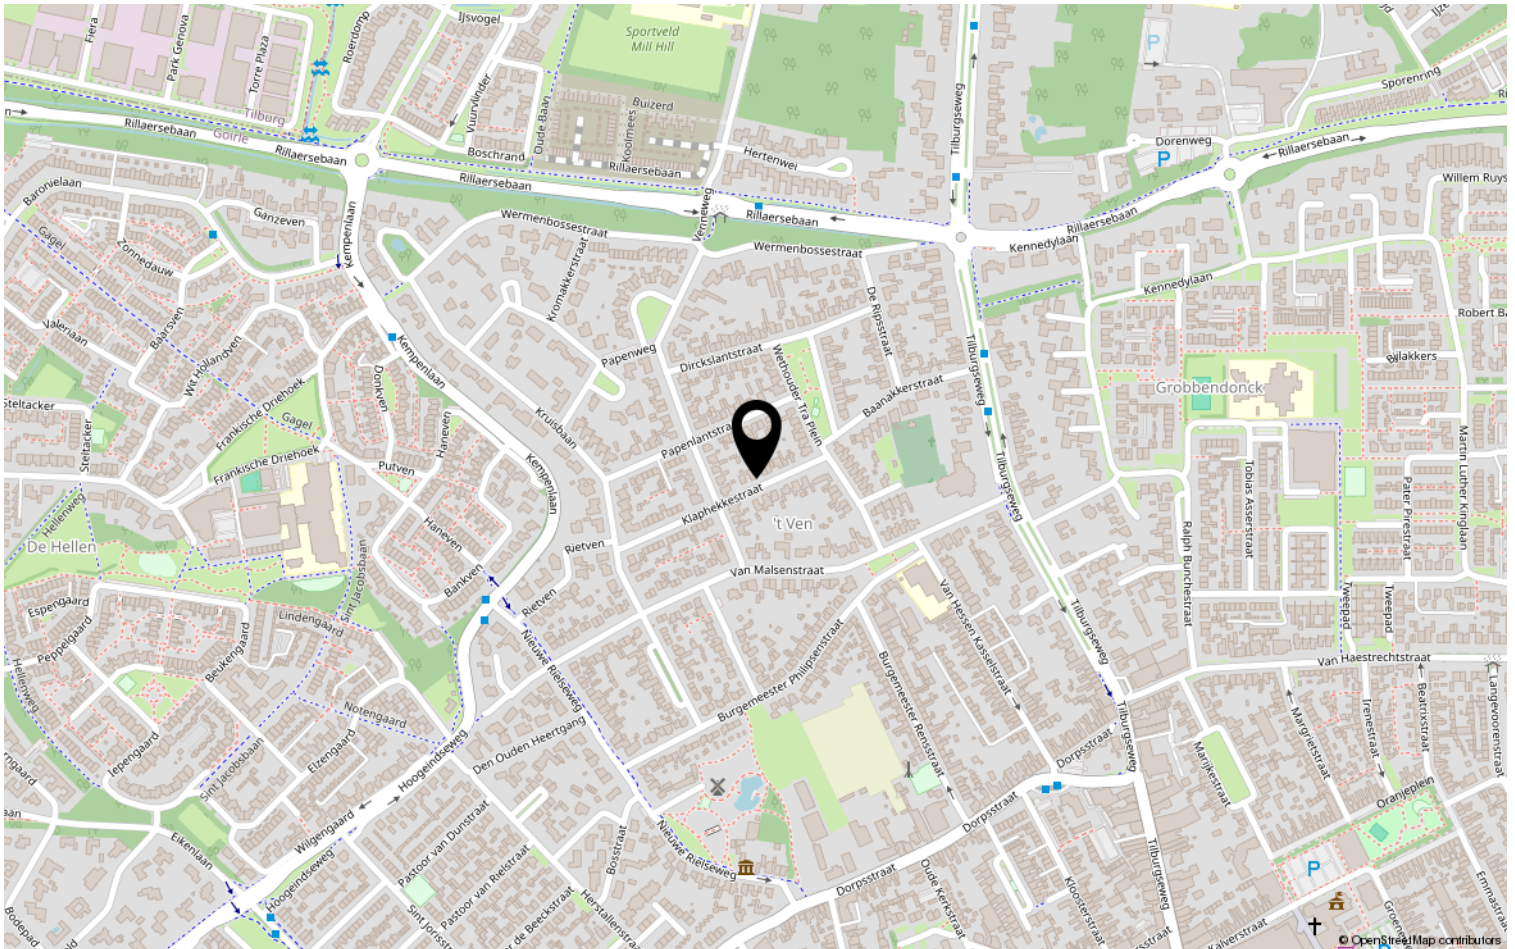 Fiera
Park Genova
Torre Plaza
Roerdomp
Ijsvogel
Vuurvlinder
Oude Baan
Sportveld
Mill Hill
Buizerd
Koolmees
Rillaersebaan
Boschrand
Hertenwei
Tilburg
Goirle
Rillaersebaan
Rillaersebaan
Rillaersebaan
Rillaersebaan
Rillaersebaan
Rillaersebaan
Tilburgseweg
P
Sporenring
Dorenweg
P
Willem Ruys
Baronielaan
Ganzeven
Kempenlaan
Gagel
Zonnedauw
Wermenbossestraat
Venneweg
Wermenbossestraat
Kennedylaan
Kennedylaan
Kromakkerstraat
De Ripsstraat
Valeriaan
Baarsven
Wit Hollandven
Kempenlaan
Papenweg
Dirckslantstraat
Wethouder Tra Plein
Tilburgseweg
Robert Ba
Bijlakkers
Grobbendonck
Steltacker
Steltacker
Frankische Driehoek
Gagel
Donkven
Haneven
Kruisbaan
Baanakkerstraat
Papenlantstra
Frankische Driehoek
Putven
Kempenlaan
Klaphekkestraat
't Ven
Tilburgseweg
Tobias Asserstraat
Pater Pirestraat
Martin Luther Kinglaan
Hellenweg
De Hellen
Haneven
Rietven
Ralph Bunchestraat
Sint Jacobsbaan
Bankven
Rietven
Van Malsenstraat
Van Hessen Kasselstraat
Tilburgseweg
Tweepad
Tweepad
Espengaard
Peppelgaard
Lindengaard
Beukengaard
Nieuwe Rielseweg
Burgemeester Philipsenstraat
Burgemeester Rensstraat
Van Haestrechtstraat
Hellenweg
Notengaard
Iepengaard
Sint Jacobsbaan
Elzengaard
Hoogeindseweg
Den Ouden Heertgang
Dorpsstraat
Tilburgseweg
Marijkestraat
Margrietstraat
Irenestraat
Beatrixstraat
Langevoorenstraat
Oranjeplein
Wilgengaard
Eikenlaan
Hoogeindseweg
Pastoor van Dunstraat
Pastoor van Rielstraat
Bosstraat
Nieuwe Rielseweg
Dorpsstraat
Dorpsstraat
Oude Kerkstraat
Kloosterstraat
Tilburgseweg
P
Emmastraat
Bodepad
Herstallenstra
Kalverstraat
© OpenStreetMap contributors